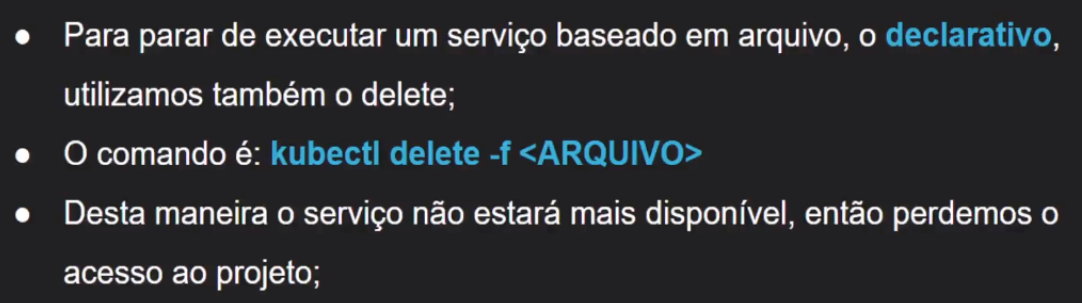 ● Para parar de executar um serviço baseado em arquivo, o declarativo,
utilizamos também o delete;
● O comando é: kubectl delete -f <ARQUIVO>
● Desta maneira o serviço não estará mais disponível, então perdemos o
acesso ao projeto;